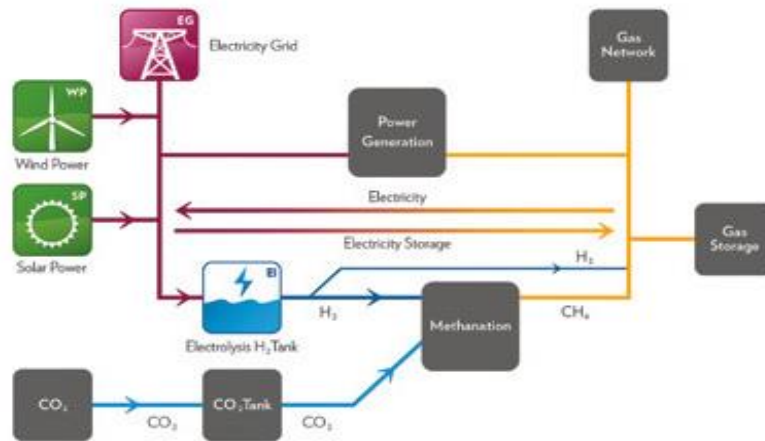 EG
Electricity Grid
Gas
Network
WP
Wind Power
Power
Generation
SP
Solar Power
Electricity
Electricity Storage
Gas
Storage
H₂
EI
H₂
Electrolysis H₂Tank
Methanation
CH₄
CO₂
CO₂
CO₂Tank
CO₂